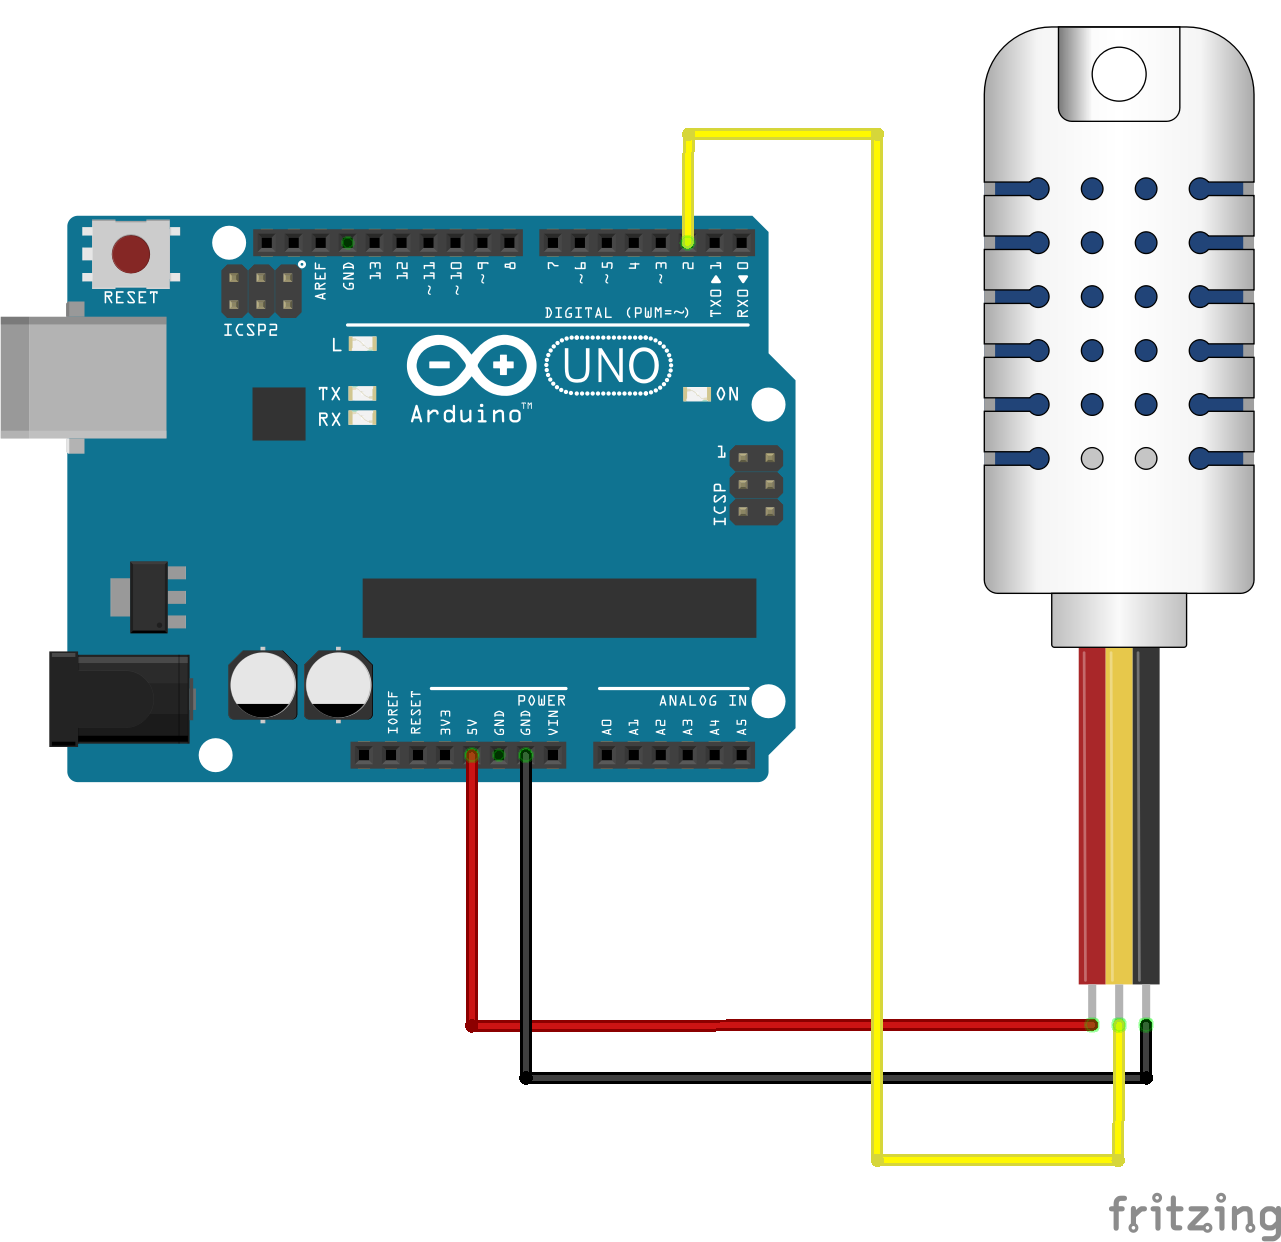 RESET
ICSP2
AREF
GND
13
12
~11
~10
~9
8
7
~6
~5
4
~3
2
TX0▶1
RX0◀0
DIGITAL (PWM=~)
L
TX
RX
Arduino™
UNO
ON
1
ICSP
IOREF
RESET
3V3
5V
GND
GND
VIN
POWER
ANALOG IN
A0
A1
A2
A3
A4
A5
fritzing